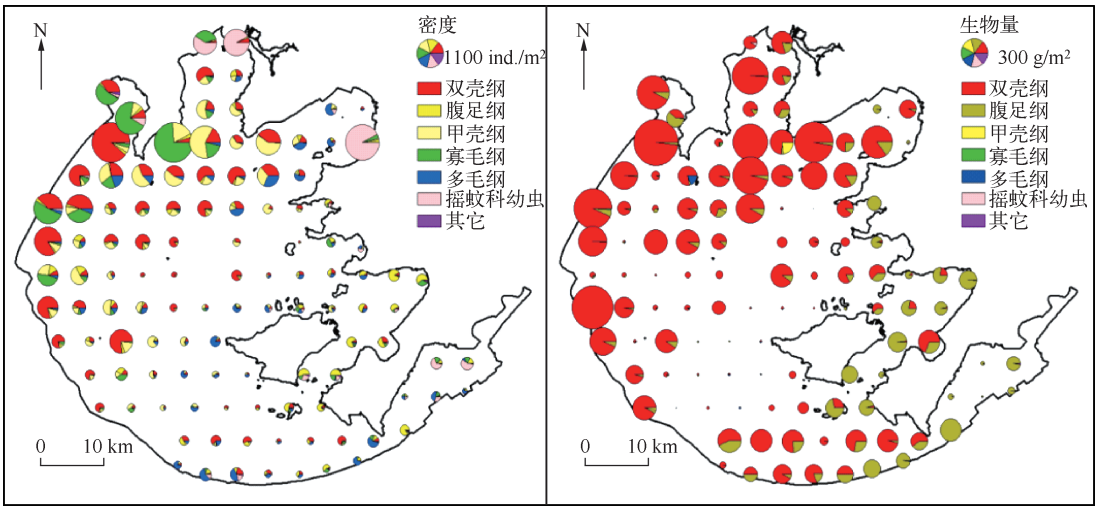 N
密度
1100 ind./m²
双壳纲
腹足纲
甲壳纲
寡毛纲
多毛纲
摇蚊科幼虫
其它
0 10 km
N
生物量
300 g/m²
双壳纲
腹足纲
甲壳纲
寡毛纲
多毛纲
摇蚊科幼虫
其它
0 10 km